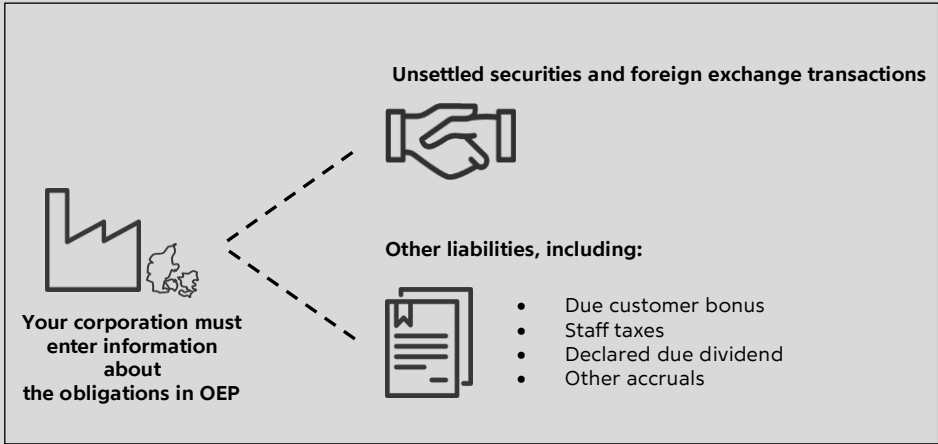 Unsettled securities and foreign exchange transactions
Your corporation must
enter information
about
the obligations in OEP
Other liabilities, including:
• Due customer bonus
• Staff taxes
• Declared due dividend
• Other accruals